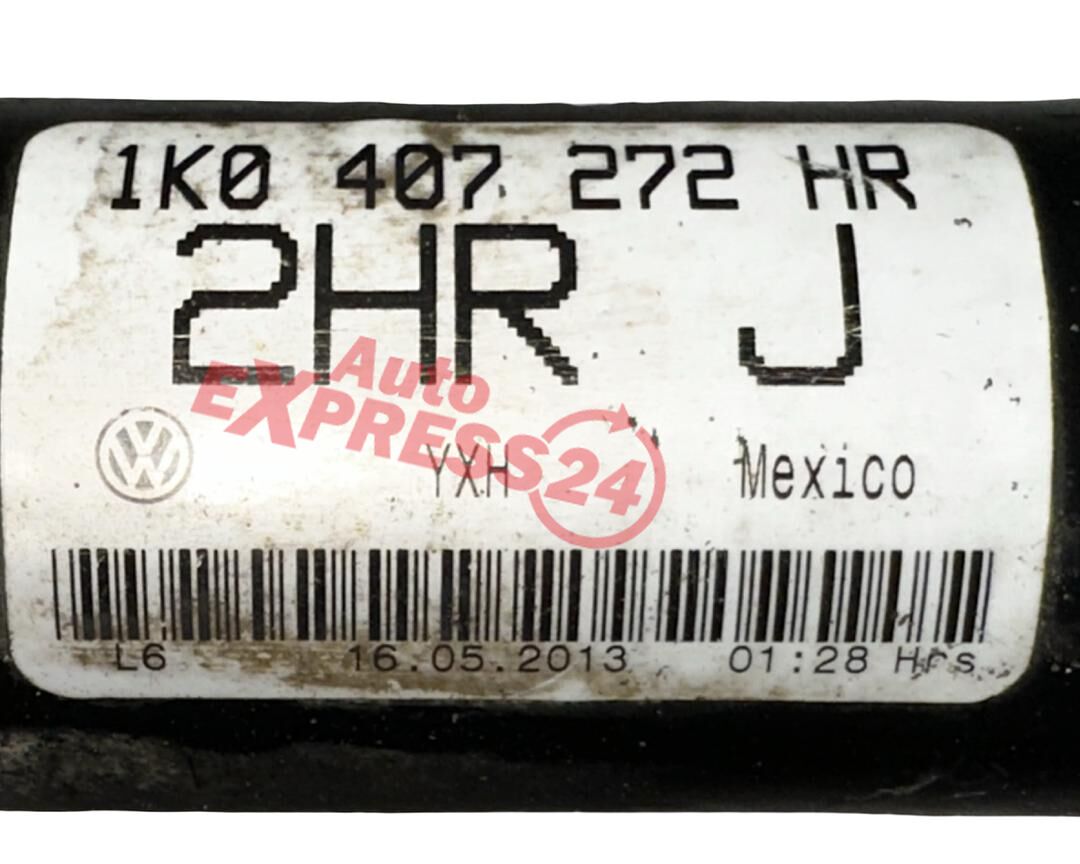 1K0 407 272 HR
2HR J
Auto
EXPRESS24
YXH Mexico
L6 16.05.2013 01:28 Hrs